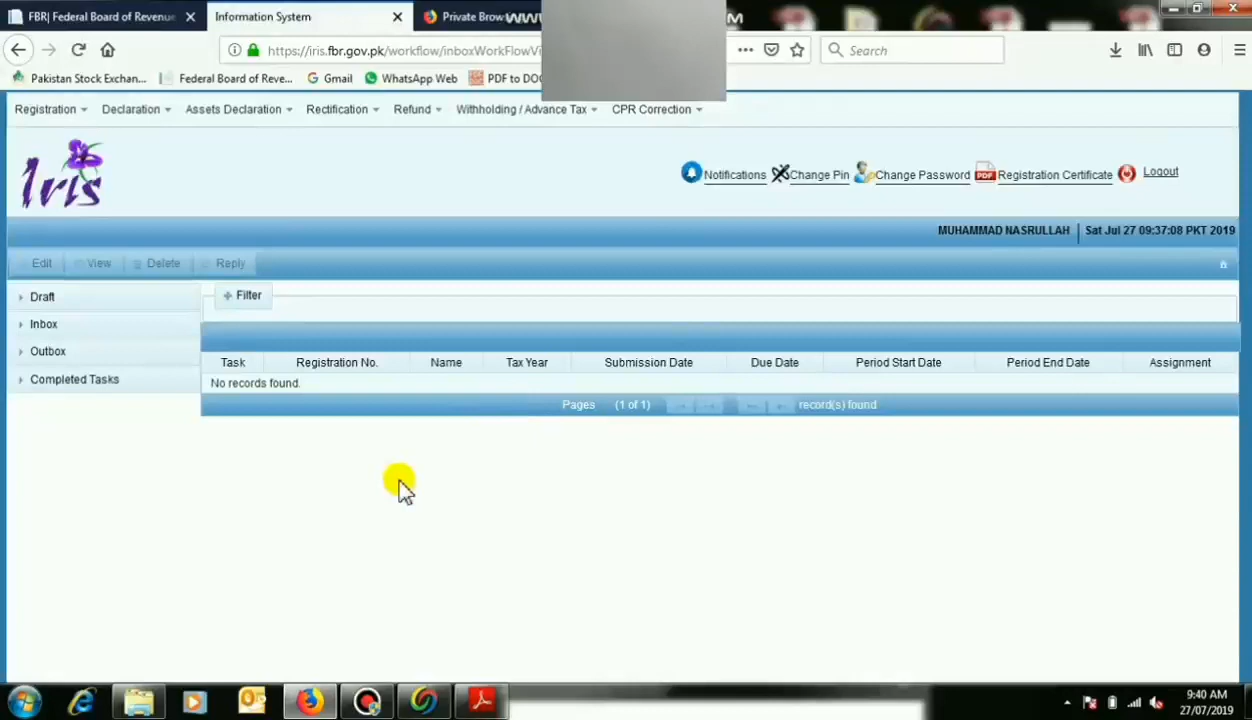 FBR| Federal Board of Revenue
Information System
Private Brow
WW
M
https://iris.fbr.gov.pk/workflow/inboxWorkFlowVi
Search
Pakistan Stock Exchan...
Federal Board of Reve...
Gmail
WhatsApp Web
PDF to DO
Registration
Declaration
Assets Declaration
Rectification
Refund
Withholding / Advance Tax
CPR Correction
Iris
Notifications
Change Pin
Change Password
PDF
Registration Certificate
Logout
MUHAMMAD NASRULLAH
Sat Jul 27 09:37:08 PKT 2019
Edit
View
Delete
Reply
Draft
Inbox
Outbox
Completed Tasks
+ Filter
Task
Registration No.
Name
Tax Year
Submission Date
Due Date
Period Start Date
Period End Date
Assignment
No records found.
Pages (1 of 1)
record(s) found
9:40 AM
27/07/2019